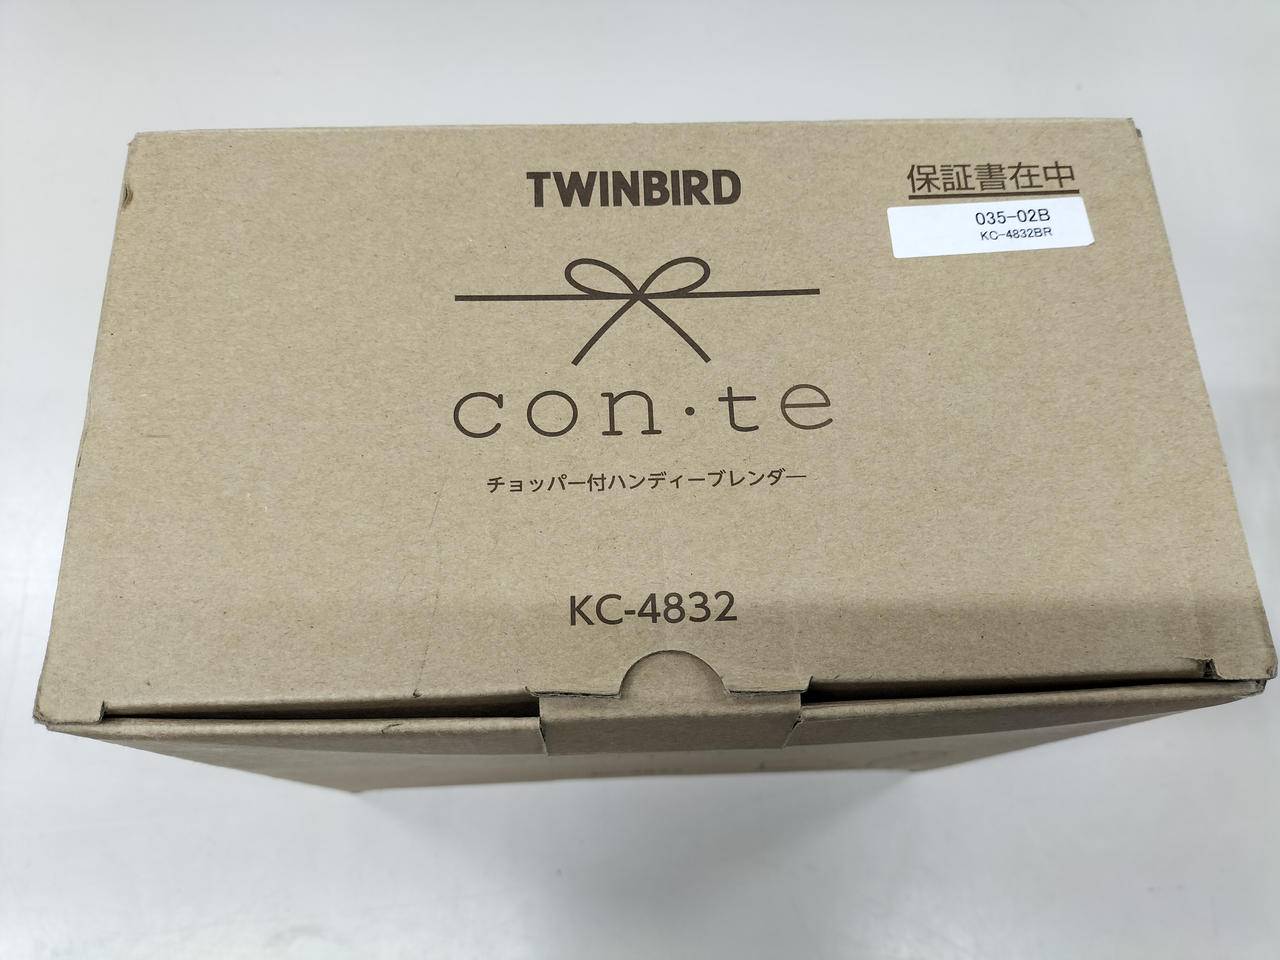 TWINBIRD
保証書在中
035-02B
KC-4832BR
con・te
チョッパー付ハンディーブレンダー
KC-4832